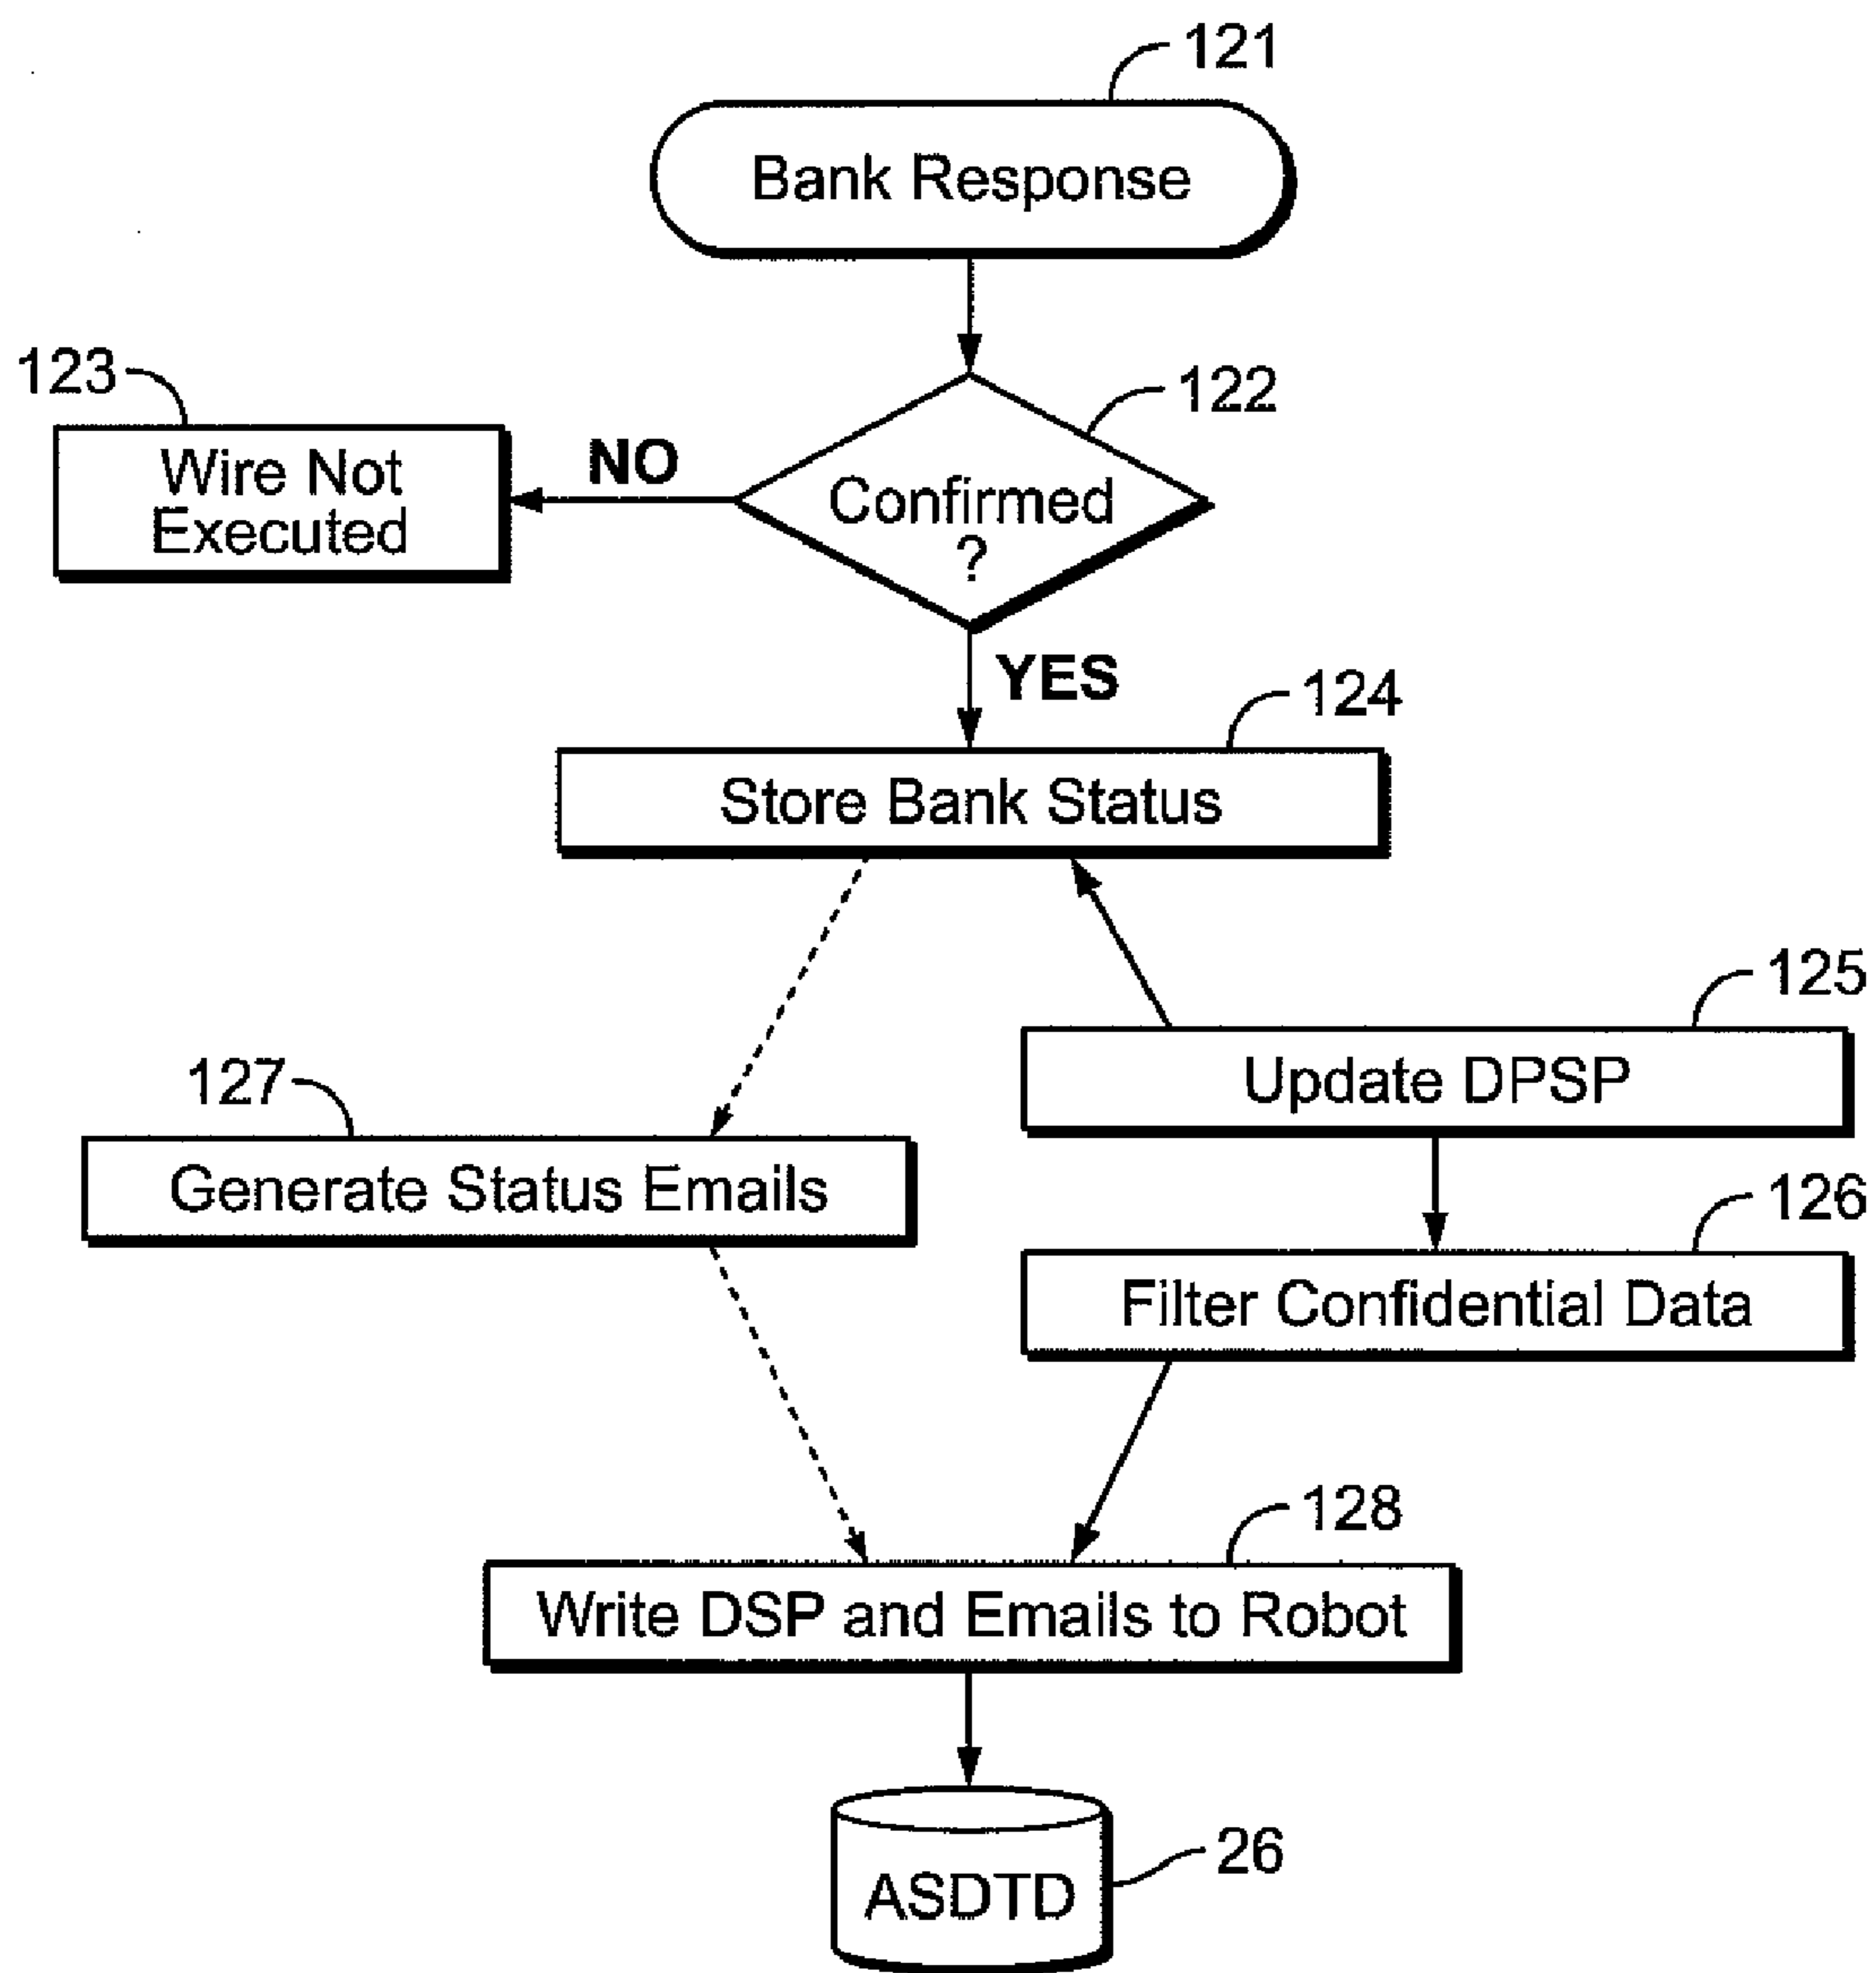 121
Bank Response
123
122
NO
Wire Not
Executed
Confirmed
?
YES
124
Store Bank Status
125
Update DPSP
127
Generate Status Emails
126
Filter Confidential Data
128
Write DSP and Emails to Robot
26
ASDTD